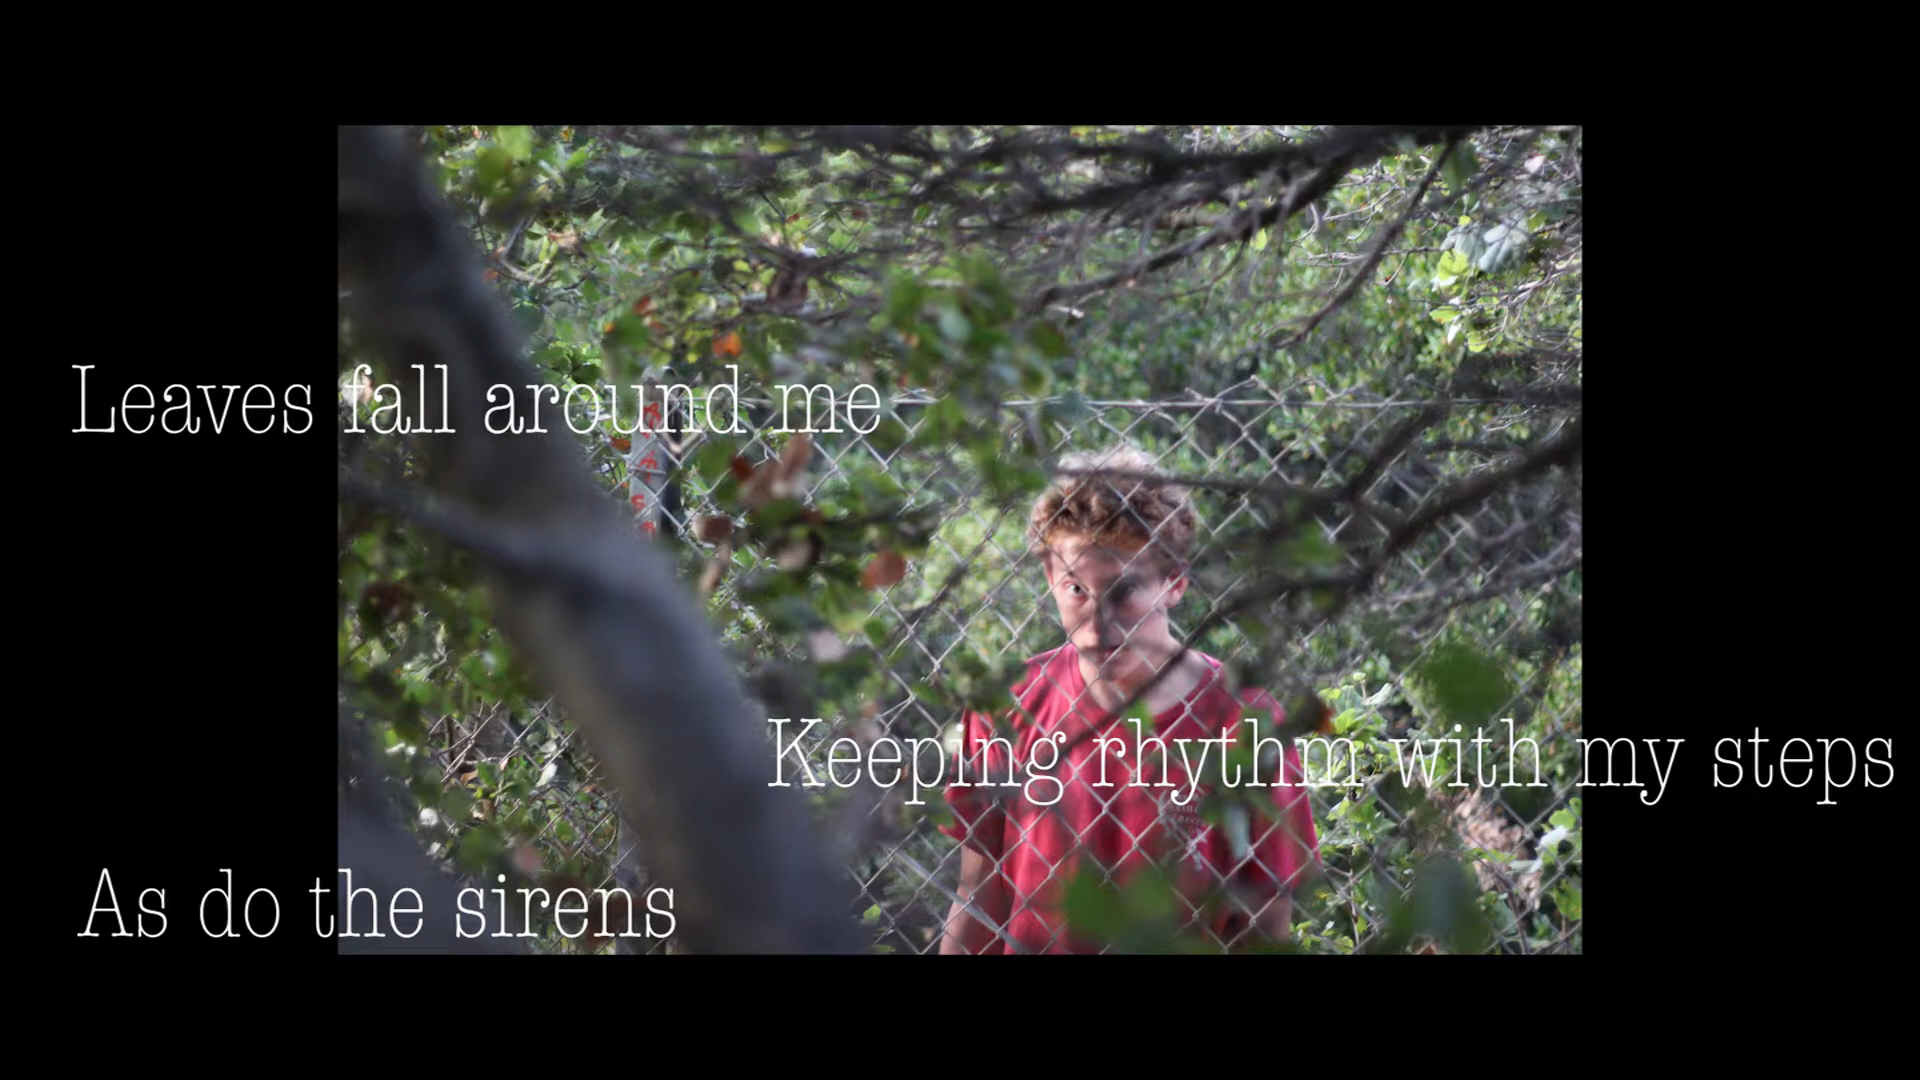 Leaves fall around me
Keeping rhythm with my steps
As do the sirens